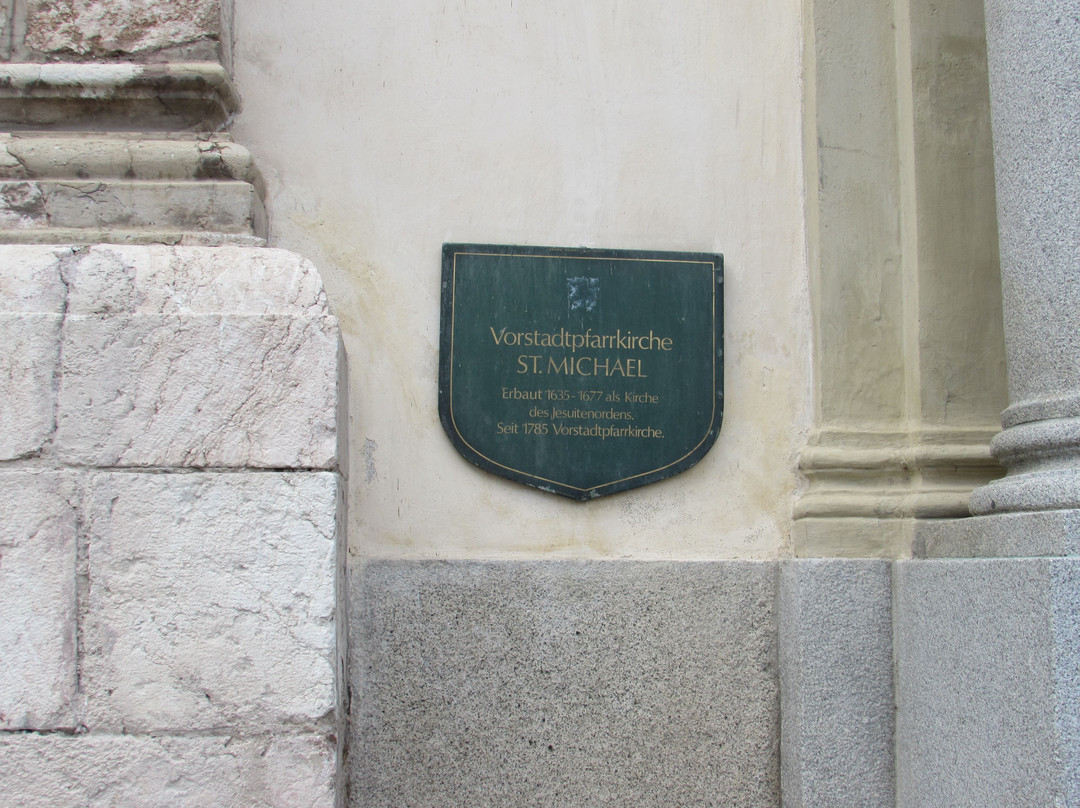 Vorstadtpfarrkirche
ST. MICHAEL
Erbaut 1635-1677 als Kirche
des Jesuitenordens.
Seit 1785 Vorstadtpfarrkirche.